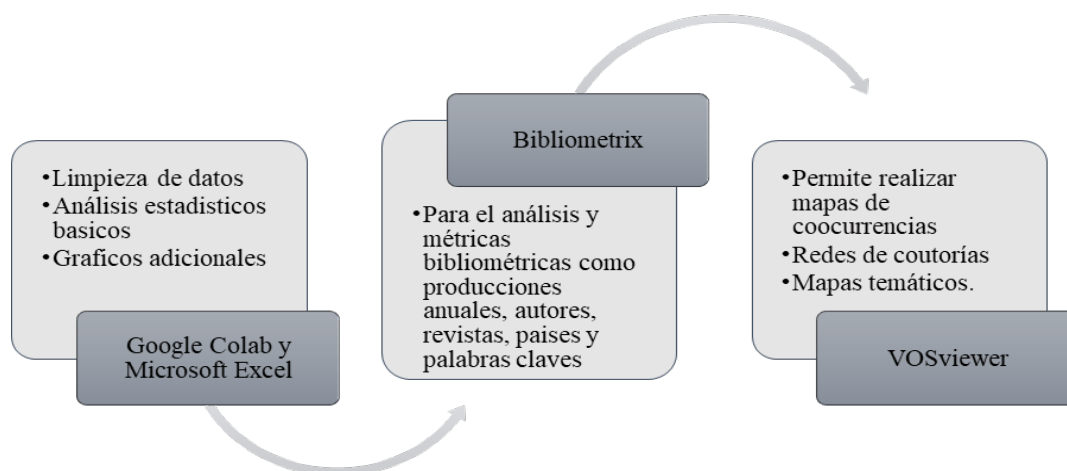 •Limpieza de datos
•Análisis estadisticos
basicos
•Graficos adicionales
Google Colab y
Microsoft Excel
Bibliometrix
•Para el análisis y
métricas
bibliométricas como
producciones
anuales, autores,
revistas, paises y
palabras claves
•Permite realizar
mapas de
coocurrencias
•Redes de coutorías
•Mapas temáticos.
VOSviewer